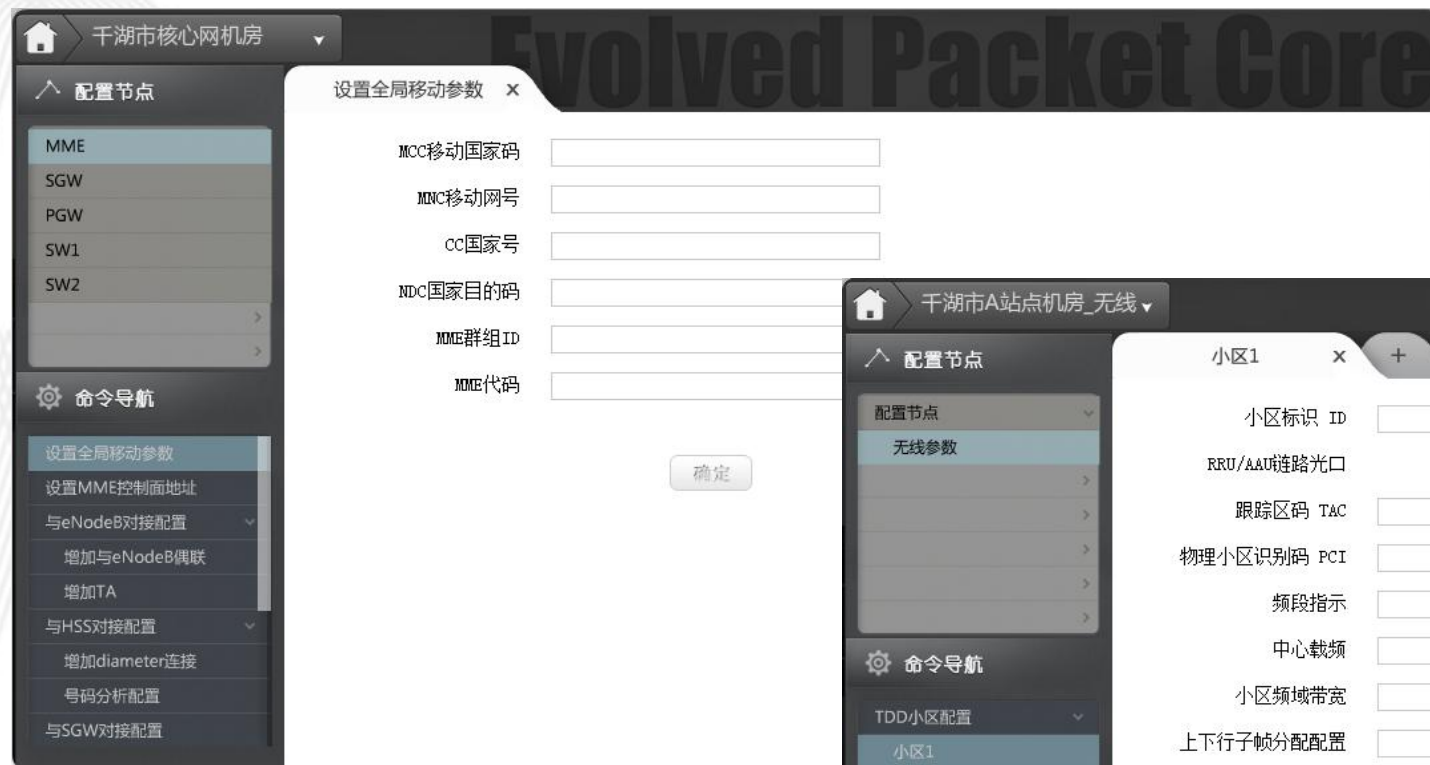 千湖市核心网机房
Evolved Packet Core
配置节点
设置全局移动参数 x
MME
SGW
PGW
SW1
SW2
MCC移动国家码
MNC移动网号
CC国家号
NDC国家目的码
MME群组ID
MME代码
确定
命令导航
设置全局移动参数
设置MME控制面地址
与eNodeB对接配置
增加与eNodeB偶联
增加TA
与HSS对接配置
增加diameter连接
号码分析配置
与SGW对接配置
千湖市A站点机房_无线
配置节点
小区1 x +
配置节点
无线参数
小区标识 ID
RRU/AAU链路光口
跟踪区码 TAC
物理小区识别码 PCI
频段指示
中心载频
小区频域带宽
上下行子帧分配配置
命令导航
TDD小区配置
小区1